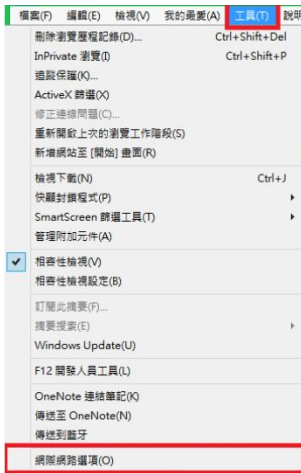 檔案(F) 編輯(E) 檢視(V) 我的最愛(A) 工具(T) 說明
刪除瀏覽歷程記錄(D)... Ctrl+Shift+Del
InPrivate 瀏覽(I) Ctrl+Shift+P
追蹤保護(K)...
ActiveX 篩選(X)
修正連線問題(C)...
重新開啟上次的瀏覽工作階段(S)
新增網站至 [開始] 畫面(R)
檢視下載(N) Ctrl+J
快顯封鎖程式(P)
SmartScreen 篩選工具(T)
管理附加元件(A)
相容性檢視(V)
相容性檢視設定(B)
訂閱此摘要(F)...
摘要搜索(E)
Windows Update(U)
F12 開發人員工具(L)
OneNote 連結筆記(K)
傳送至 OneNote(N)
傳送到藍牙
網際網路選項(O)